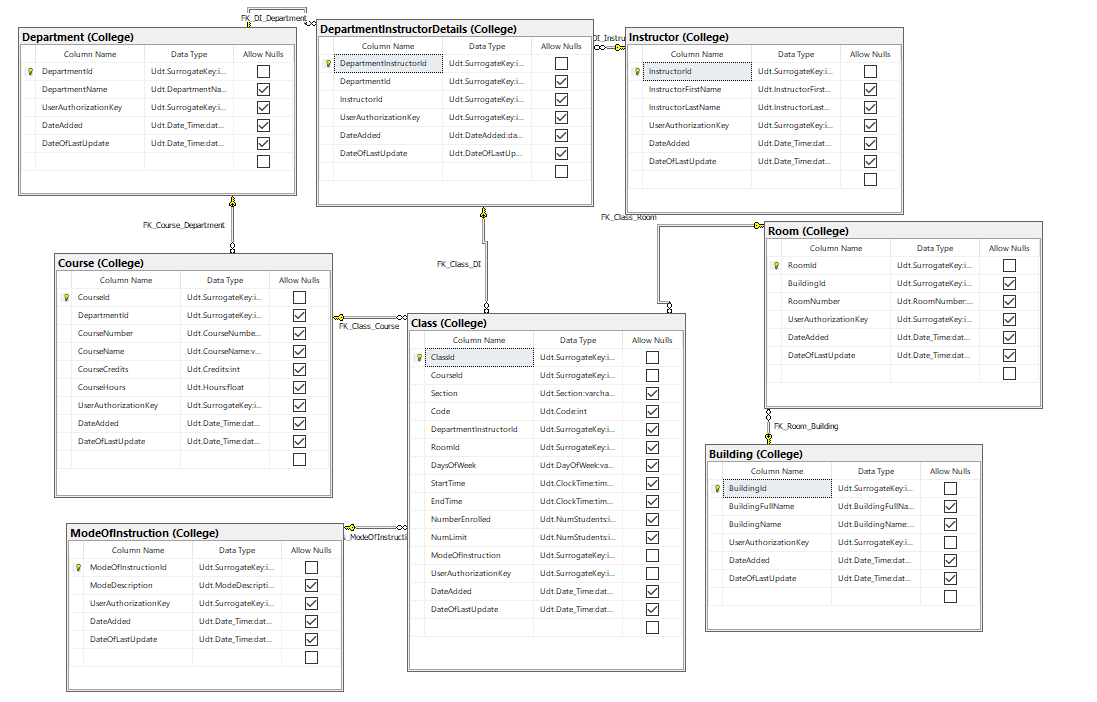 FK_DI_Department
Department (College)
Column Name Data Type Allow Nulls
DepartmentId Udt.SurrogateKey:i...
DepartmentName Udt.DepartmentNa...
UserAuthorizationKey Udt.SurrogateKey:i...
DateAdded Udt.Date_Time:dat...
DateOfLastUpdate Udt.Date_Time:dat...
DepartmentInstructorDetails (College)
Column Name Data Type Allow Nulls
DepartmentInstructorId Udt.SurrogateKey:i...
DepartmentId Udt.SurrogateKey:i...
InstructorId Udt.SurrogateKey:i...
UserAuthorizationKey Udt.SurrogateKey:i...
DateAdded Udt.DateAdded:da...
DateOfLastUpdate Udt.DateOfLastUp...
DI_Instru
Instructor (College)
Column Name Data Type Allow Nulls
InstructorId Udt.SurrogateKey:i...
InstructorFirstName Udt.InstructorFirst...
InstructorLastName Udt.InstructorLast...
UserAuthorizationKey Udt.SurrogateKey:i...
DateAdded Udt.Date_Time:dat...
DateOfLastUpdate Udt.Date_Time:dat...
FK_Course_Department
FK_Class_DI
FK_Class_Room
Room (College)
Column Name Data Type Allow Nulls
RoomId Udt.SurrogateKey:i...
BuildingId Udt.SurrogateKey:i...
RoomNumber Udt.RoomNumber:...
UserAuthorizationKey Udt.SurrogateKey:i...
DateAdded Udt.Date_Time:dat...
DateOfLastUpdate Udt.Date_Time:dat...
Course (College)
Column Name Data Type Allow Nulls
CourseId Udt.SurrogateKey:i...
DepartmentId Udt.SurrogateKey:i...
CourseNumber Udt.CourseNumbe...
CourseName Udt.CourseName:v...
CourseCredits Udt.Credits:int
CourseHours Udt.Hours:float
UserAuthorizationKey Udt.SurrogateKey:i...
DateAdded Udt.Date_Time:dat...
DateOfLastUpdate Udt.Date_Time:dat...
FK_Class_Course
Class (College)
Column Name Data Type Allow Nulls
ClassId Udt.SurrogateKey:i...
CourseId Udt.SurrogateKey:i...
Section Udt.Section:varcha...
Code Udt.Code:int
DepartmentInstructorId Udt.SurrogateKey:i...
RoomId Udt.SurrogateKey:i...
DaysOfWeek Udt.DayOfWeek:va...
StartTime Udt.ClockTime:tim...
EndTime Udt.ClockTime:tim...
NumberEnrolled Udt.NumStudents:i...
NumLimit Udt.NumStudents:i...
ModeOfInstruction Udt.SurrogateKey:i...
UserAuthorizationKey Udt.SurrogateKey:i...
DateAdded Udt.Date_Time:dat...
DateOfLastUpdate Udt.Date_Time:dat...
FK_Room_Building
Building (College)
Column Name Data Type Allow Nulls
BuildingId Udt.SurrogateKey:i...
BuildingFullName Udt.BuildingFullNa...
BuildingName Udt.BuildingName:...
UserAuthorizationKey Udt.SurrogateKey:i...
DateAdded Udt.Date_Time:dat...
DateOfLastUpdate Udt.Date_Time:dat...
s_ModeOfInstructi
ModeOfInstruction (College)
Column Name Data Type Allow Nulls
ModeOfInstructionId Udt.SurrogateKey:i...
ModeDescription Udt.ModeDescripti...
UserAuthorizationKey Udt.SurrogateKey:i...
DateAdded Udt.Date_Time:dat...
DateOfLastUpdate Udt.Date_Time:dat...